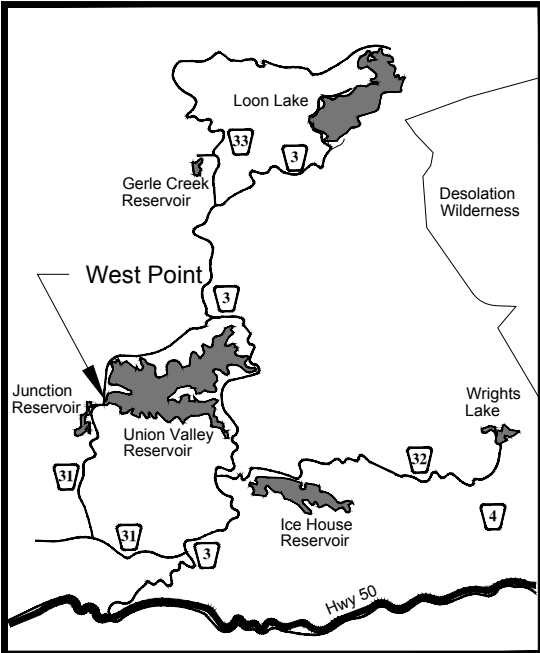 Loon Lake
33
3
Gerle Creek
Reservoir
Desolation
Wilderness
West Point
3
Junction
Reservoir
Union Valley
Reservoir
Wrights
Lake
31
32
Ice House
Reservoir
4
31
3
Hwy 50